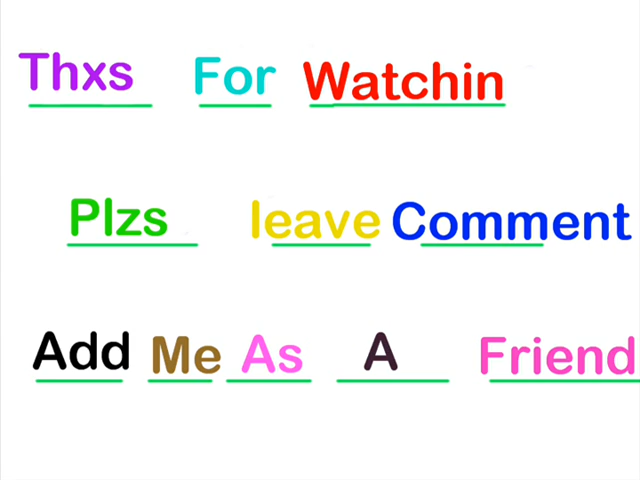 Thxs For Watchin
Plzs leave Comment
Add Me As A Friend